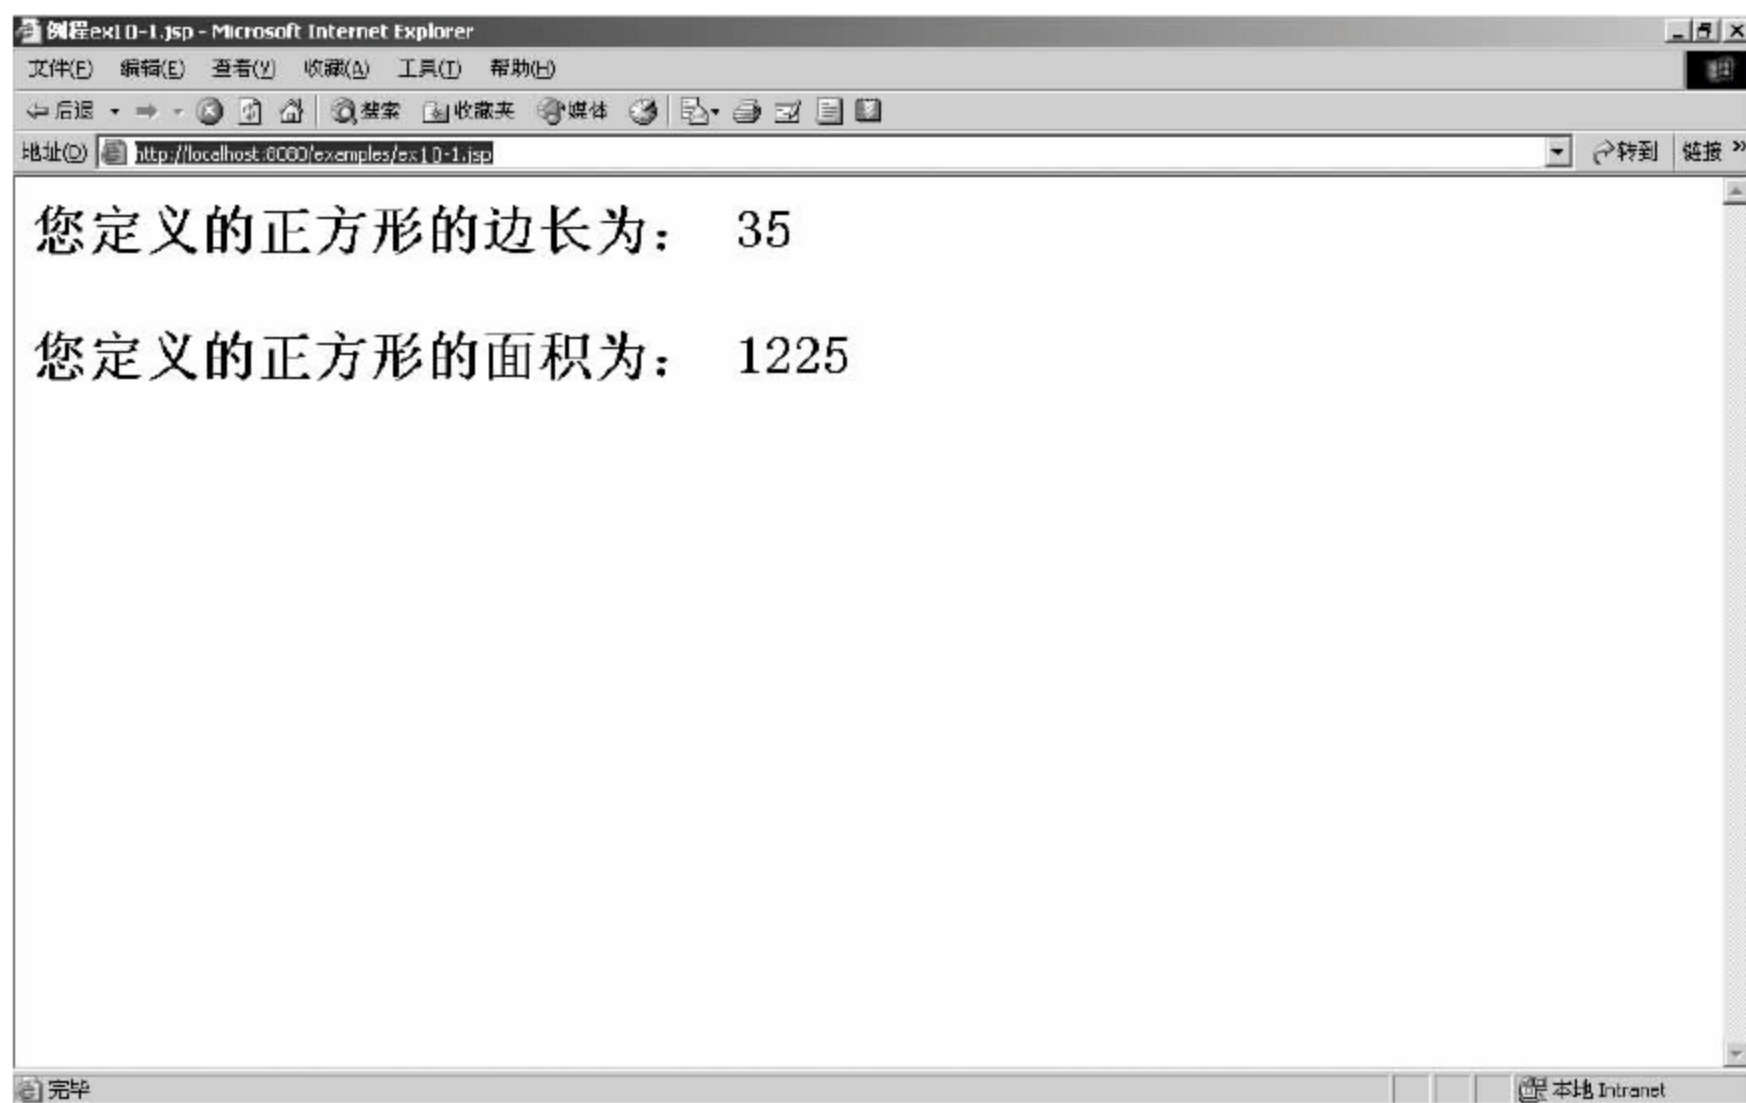 例程ex10-1.jsp - Microsoft Internet Explorer
文件(F) 编辑(E) 查看(V) 收藏(A) 工具(T) 帮助(H)
后退 搜索 收藏夹 媒体
地址(D) http://localhost:8080/examples/ex10-1.jsp 转到 链接 »
您定义的正方形的边长为: 35
您定义的正方形的面积为: 1225
完毕 本地 Intranet